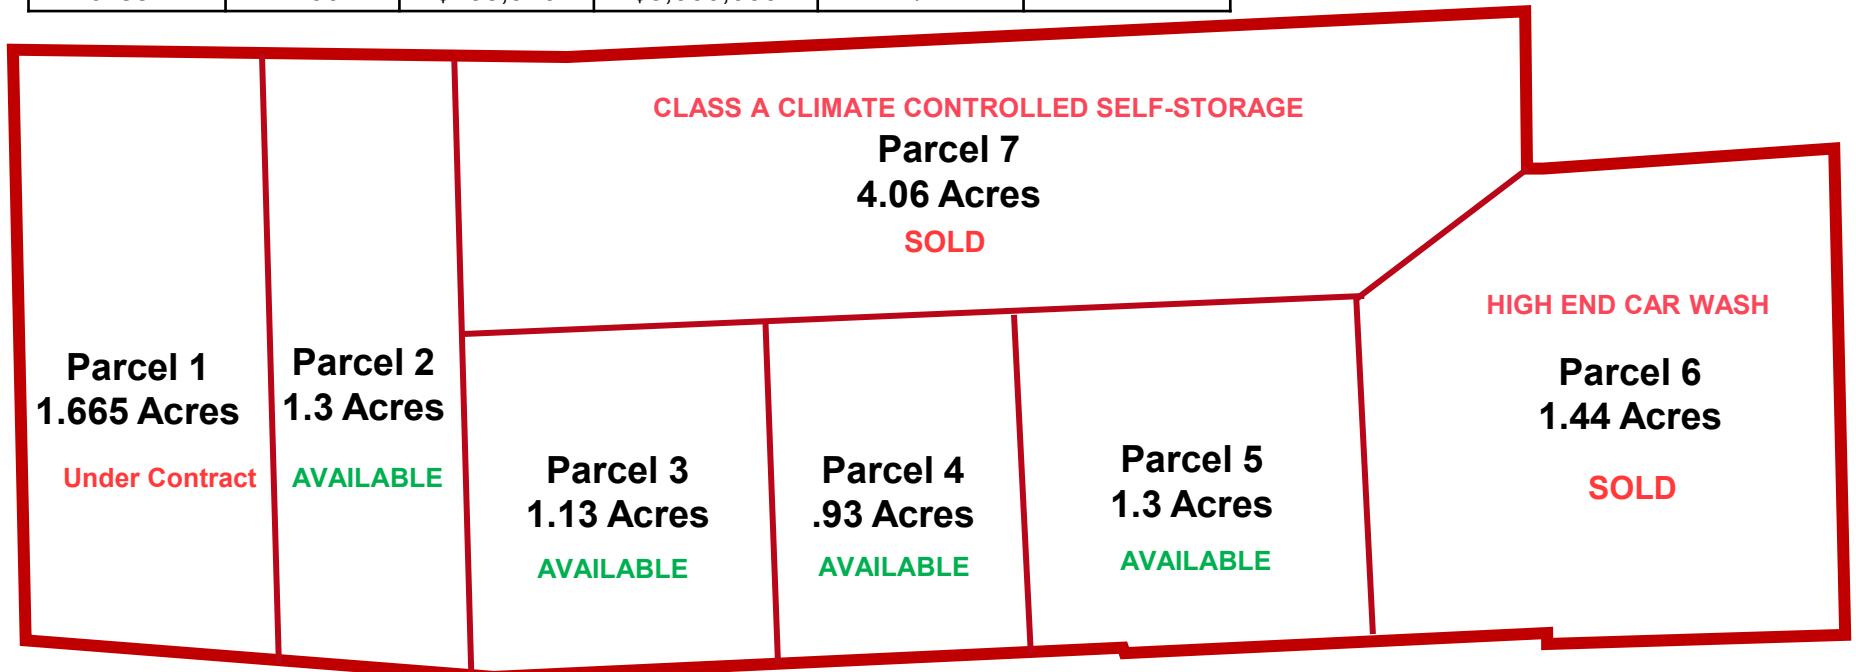 CLASS A CLIMATE CONTROLLED SELF-STORAGE
Parcel 7
4.06 Acres
SOLD
HIGH END CAR WASH
Parcel 1
1.665 Acres
Under Contract
Parcel 2
1.3 Acres
AVAILABLE
Parcel 3
1.13 Acres
AVAILABLE
Parcel 4
.93 Acres
AVAILABLE
Parcel 5
1.3 Acres
AVAILABLE
Parcel 6
1.44 Acres
SOLD